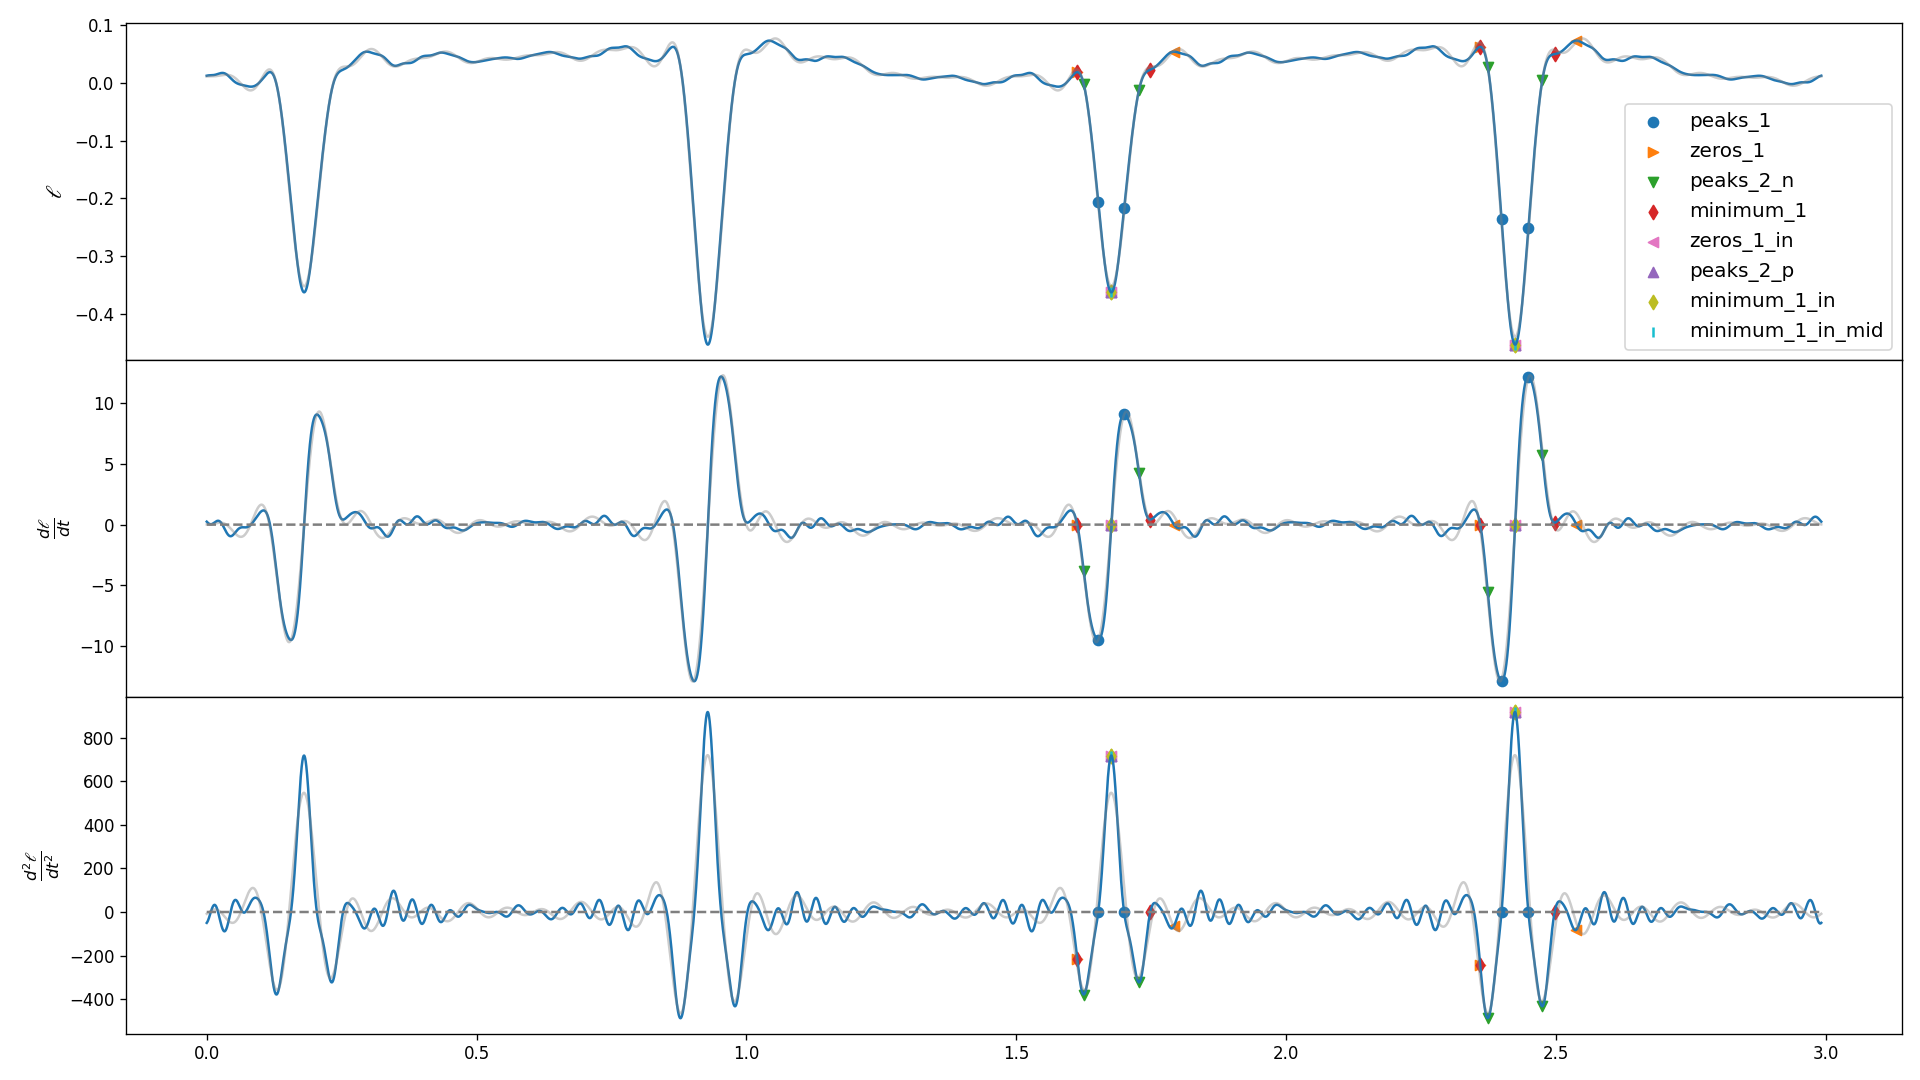 0.1
0.0
−0.1
−0.2
−0.3
−0.4
ℓ
peaks_1
zeros_1
peaks_2_n
minimum_1
zeros_1_in
peaks_2_p
minimum_1_in
minimum_1_in_mid
10
5
0
−5
−10
dℓ
dt
800
600
400
200
0
−200
−400
d²ℓ
dt²
0.0 0.5 1.0 1.5 2.0 2.5 3.0